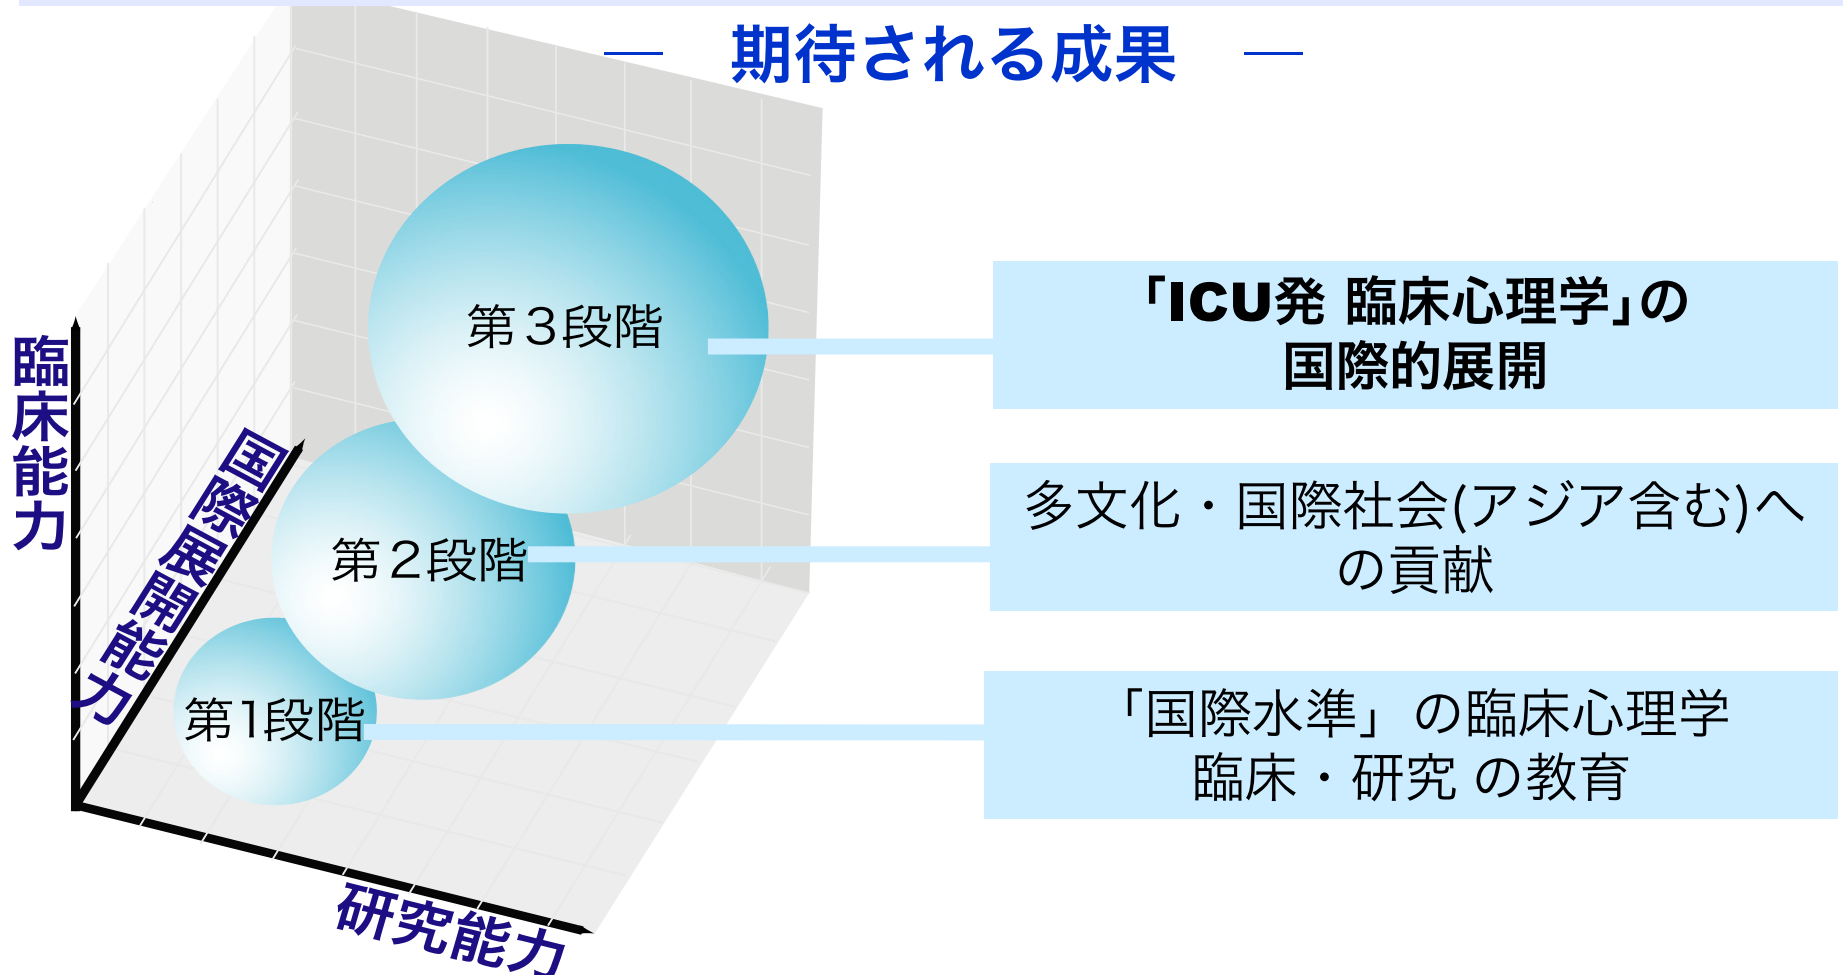 ― 期待される成果 ―
臨床能力
国際展開能力
研究能力
第３段階
「ICU発 臨床心理学」の
国際的展開
第２段階
多文化・国際社会(アジア含む)へ
の貢献
第1段階
「国際水準」の臨床心理学
臨床・研究 の教育